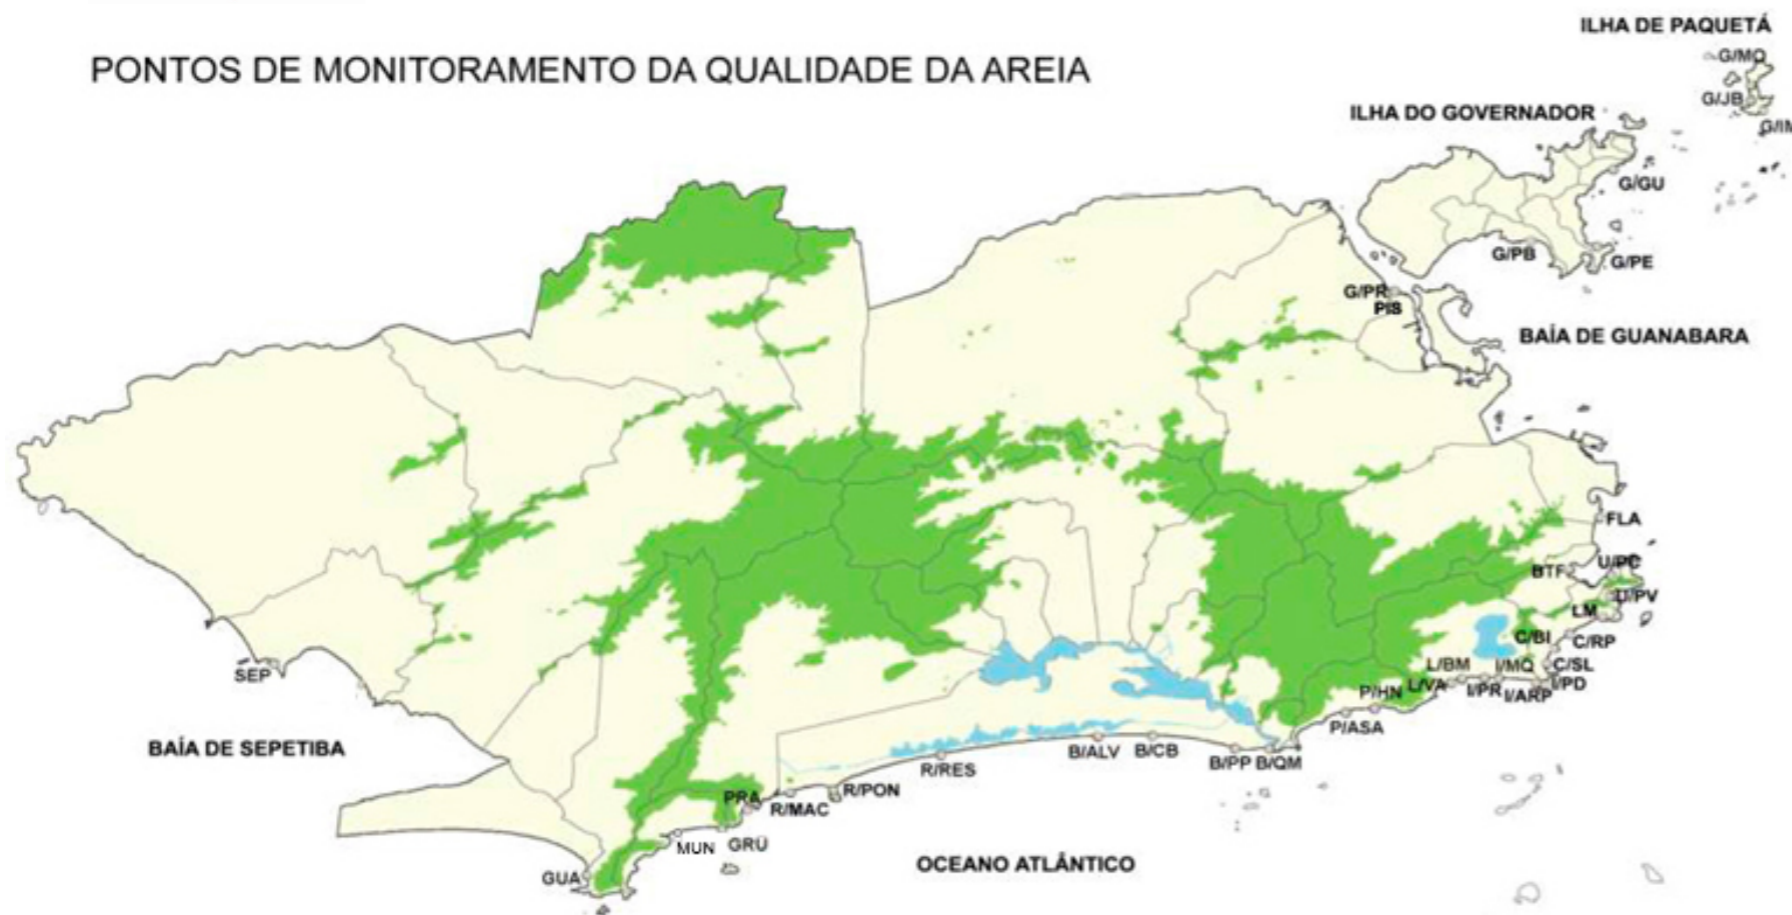 PONTOS DE MONITORAMENTO DA QUALIDADE DA AREIA
ILHA DE PAQUETÁ
G/MO
G/JB
G/IM
ILHA DO GOVERNADOR
G/GU
G/PB
G/PE
G/PR
PIS
BAÍA DE GUANABARA
FLA
U/PC
BTF
U/PV
LM
C/BI
C/RP
L/BM
I/MQ
C/SL
P/HN
L/VA
I/PR
I/ARP
I/PD
P/ASA
SEP
BAÍA DE SEPETIBA
B/ALV
B/CB
B/PP
B/QM
R/RES
PRA
R/MAC
R/PON
MUN
GRU
GUA
OCEANO ATLÂNTICO